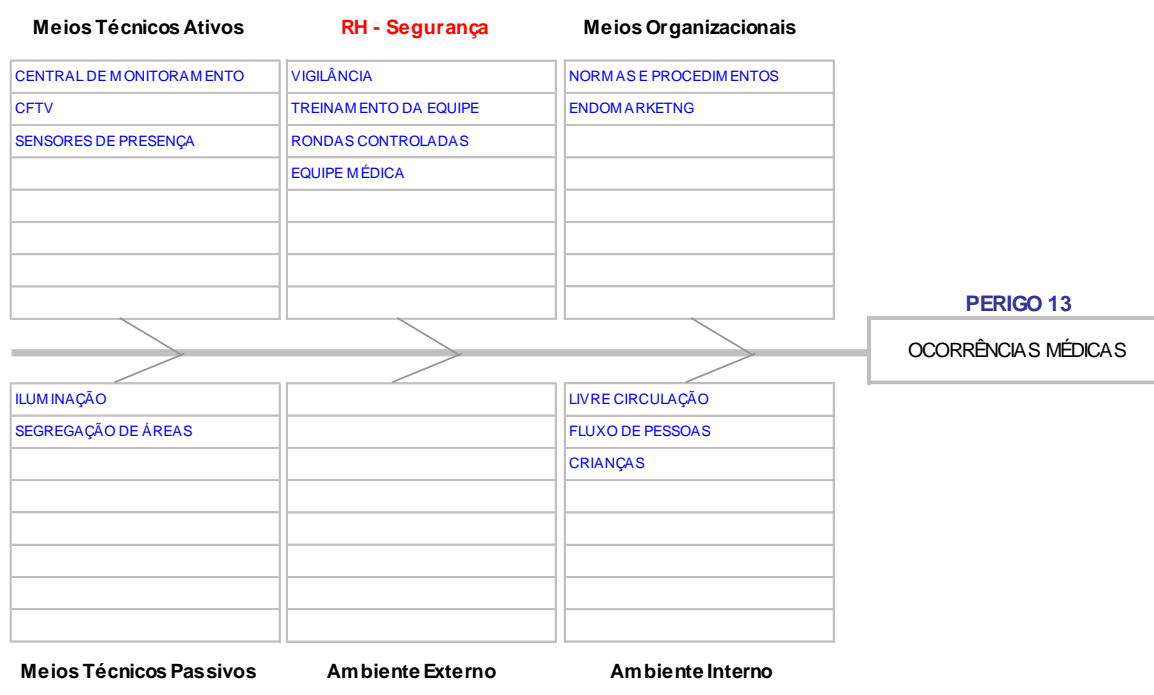 Meios Técnicos Ativos
RH - Segurança
Meios Organizacionais
CENTRAL DE MONITORAMENTO
VIGILÂNCIA
NORMAS E PROCEDIMENTOS
CFTV
TREINAMENTO DA EQUIPE
ENDOMARKETNG
SENSORES DE PRESENÇA
RONDAS CONTROLADAS
EQUIPE MÉDICA
PERIGO 13
OCORRÊNCIAS MÉDICAS
ILUMINAÇÃO
LIVRE CIRCULAÇÃO
SEGREGAÇÃO DE ÁREAS
FLUXO DE PESSOAS
CRIANÇAS
Meios Técnicos Passivos
Ambiente Externo
Ambiente Interno